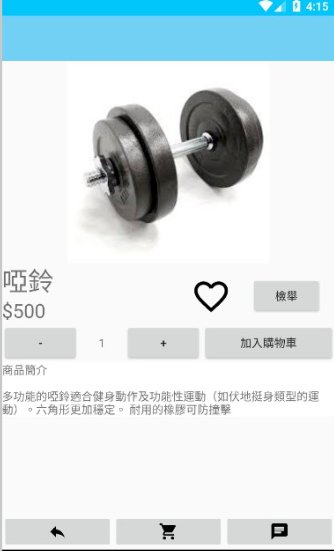 4:15
啞鈴
$500
檢舉
- 1 + 加入購物車
商品簡介
多功能的啞鈴適合健身動作及功能性運動（如伏地挺身類型的運
動）。六角形更加穩定。 耐用的橡膠可防撞擊